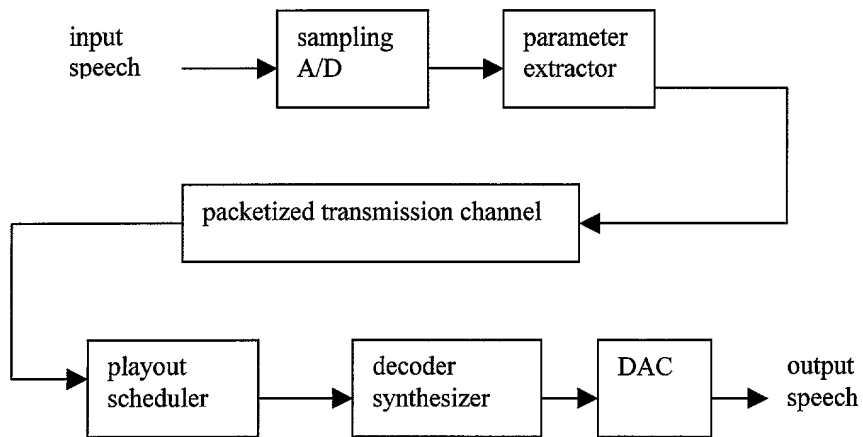 input
speech
sampling
A/D
parameter
extractor
packetized transmission channel
playout
scheduler
decoder
synthesizer
DAC
output
speech